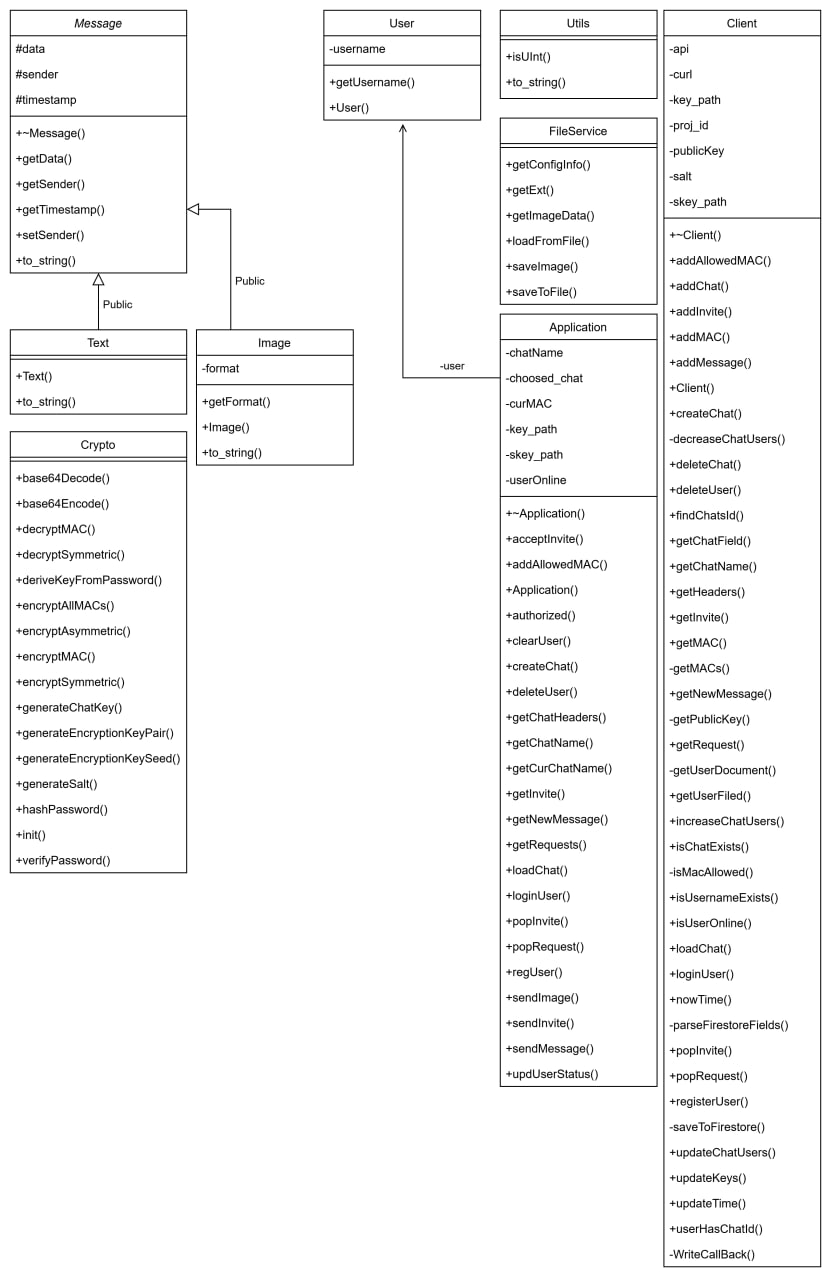 Message
#data
#sender
#timestamp
+~Message()
+getData()
+getSender()
+getTimestamp()
+setSender()
+to_string()
Public
Public
Text
+Text()
+to_string()
Image
-format
+getFormat()
+Image()
+to_string()
Crypto
+base64Decode()
+base64Encode()
+decryptMAC()
+decryptSymmetric()
+deriveKeyFromPassword()
+encryptAllMACs()
+encryptAsymmetric()
+encryptMAC()
+encryptSymmetric()
+generateChatKey()
+generateEncryptionKeyPair()
+generateEncryptionKeySeed()
+generateSalt()
+hashPassword()
+init()
+verifyPassword()
User
-username
+getUsername()
+User()
-user
Utils
+isUInt()
+to_string()
FileService
+getConfigInfo()
+getExt()
+getImageData()
+loadFromFile()
+saveImage()
+saveToFile()
Application
-chatName
-choosed_chat
-curMAC
-key_path
-skey_path
-userOnline
+~Application()
+acceptInvite()
+addAllowedMAC()
+Application()
+authorized()
+clearUser()
+createChat()
+deleteUser()
+getChatHeaders()
+getChatName()
+getCurChatName()
+getInvite()
+getNewMessage()
+getRequests()
+loadChat()
+loginUser()
+popInvite()
+popRequest()
+regUser()
+sendImage()
+sendInvite()
+sendMessage()
+updUserStatus()
Client
-api
-curl
-key_path
-proj_id
-publicKey
-salt
-skey_path
+~Client()
+addAllowedMAC()
+addChat()
+addInvite()
+addMAC()
+addMessage()
+Client()
+createChat()
-decreaseChatUsers()
+deleteChat()
+deleteUser()
+findChatsId()
+getChatField()
+getChatName()
+getHeaders()
+getInvite()
+getMAC()
-getMACs()
+getNewMessage()
-getPublicKey()
+getRequest()
-getUserDocument()
+getUserFiled()
+increaseChatUsers()
+isChatExists()
-isMacAllowed()
+isUsernameExists()
+isUserOnline()
+loadChat()
+loginUser()
+nowTime()
-parseFirestoreFields()
+popInvite()
+popRequest()
+registerUser()
-saveToFirestore()
+updateChatUsers()
+updateKeys()
+updateTime()
+userHasChatId()
-WriteCallBack()